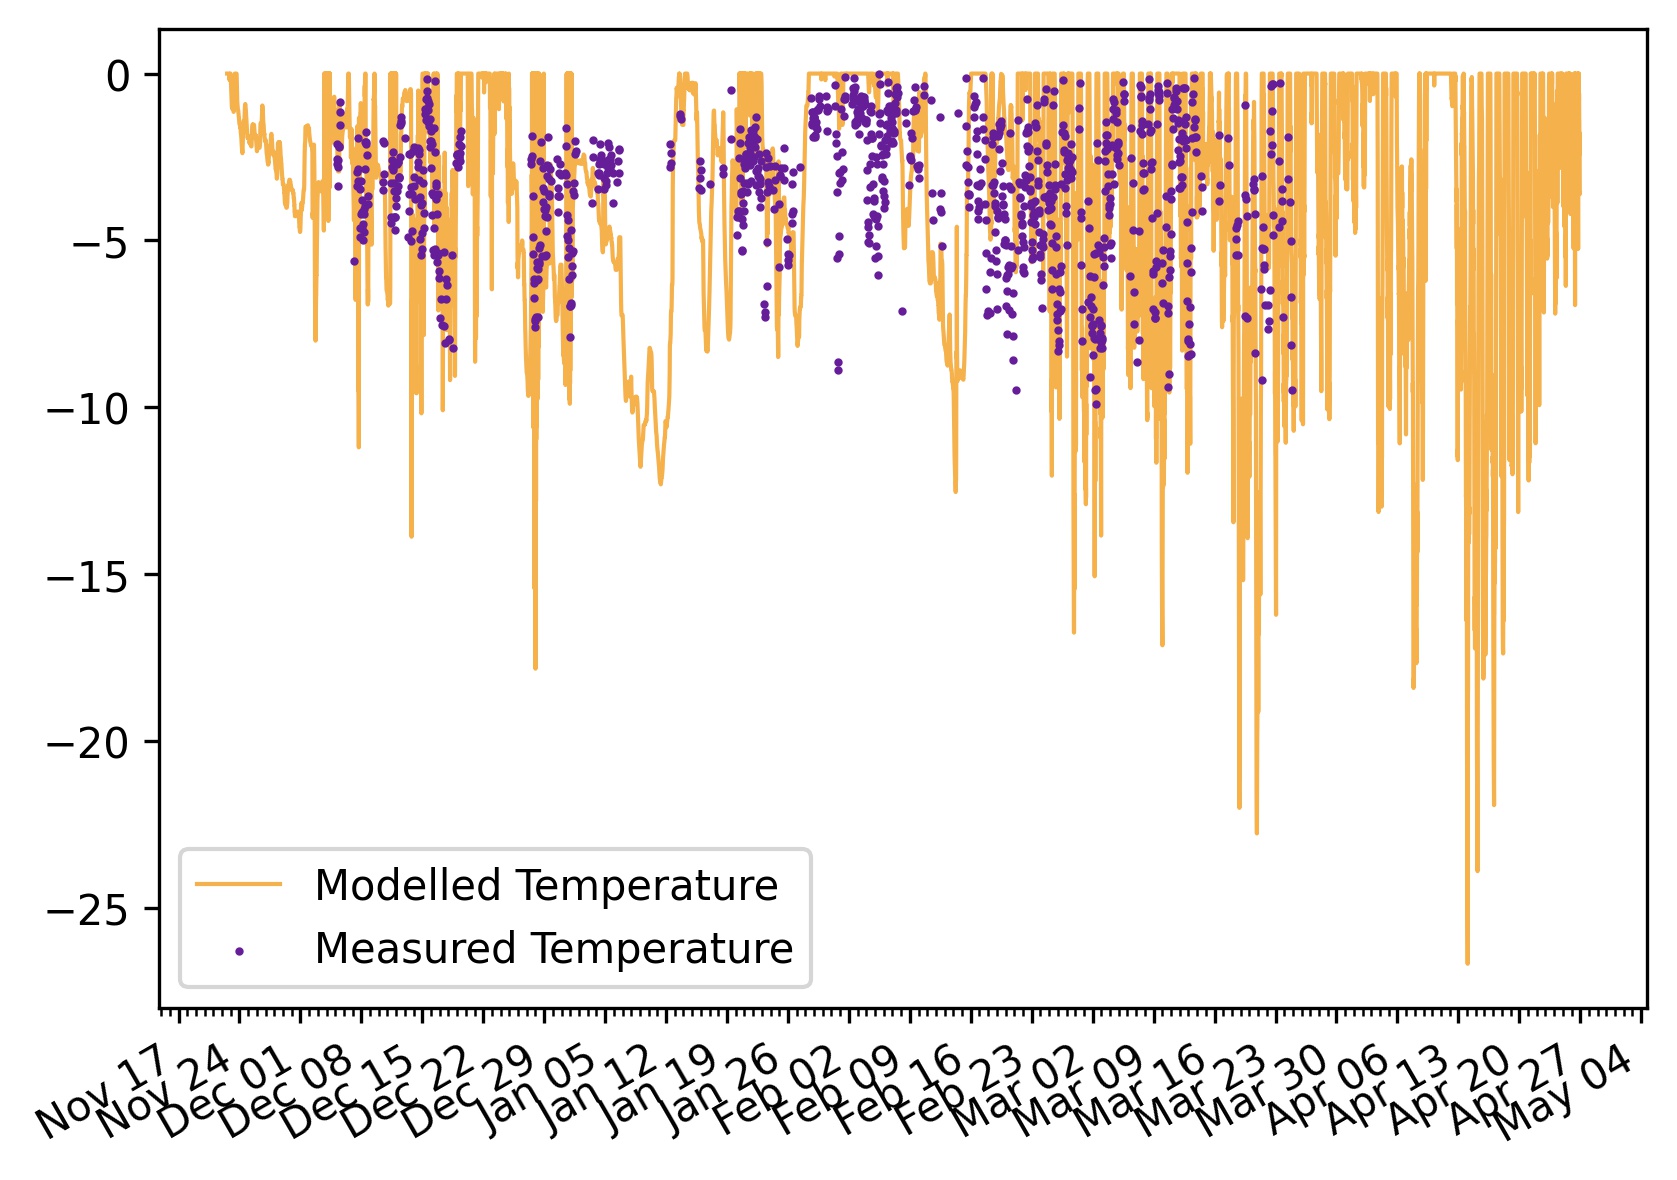 0
−5
−10
−15
−20
−25
Modelled Temperature
Measured Temperature
Nov 17
Nov 24
Dec 01
Dec 08
Dec 15
Dec 22
Dec 29
Jan 05
Jan 12
Jan 19
Jan 26
Feb 02
Feb 09
Feb 16
Feb 23
Mar 02
Mar 09
Mar 16
Mar 23
Mar 30
Apr 06
Apr 13
Apr 20
Apr 27
May 04